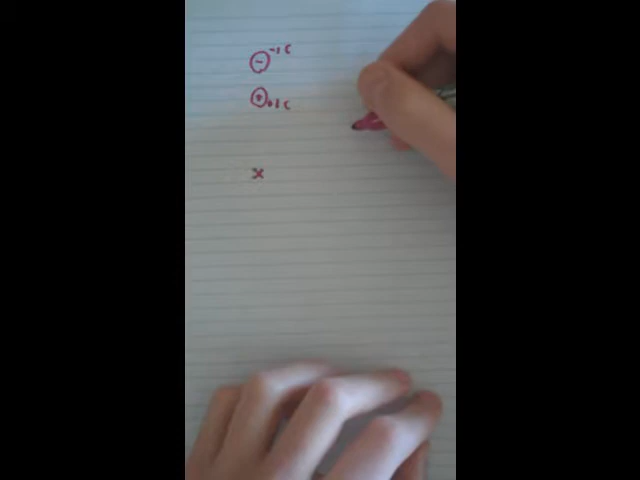 ⊖ -1 C
⊕ +1 C
x